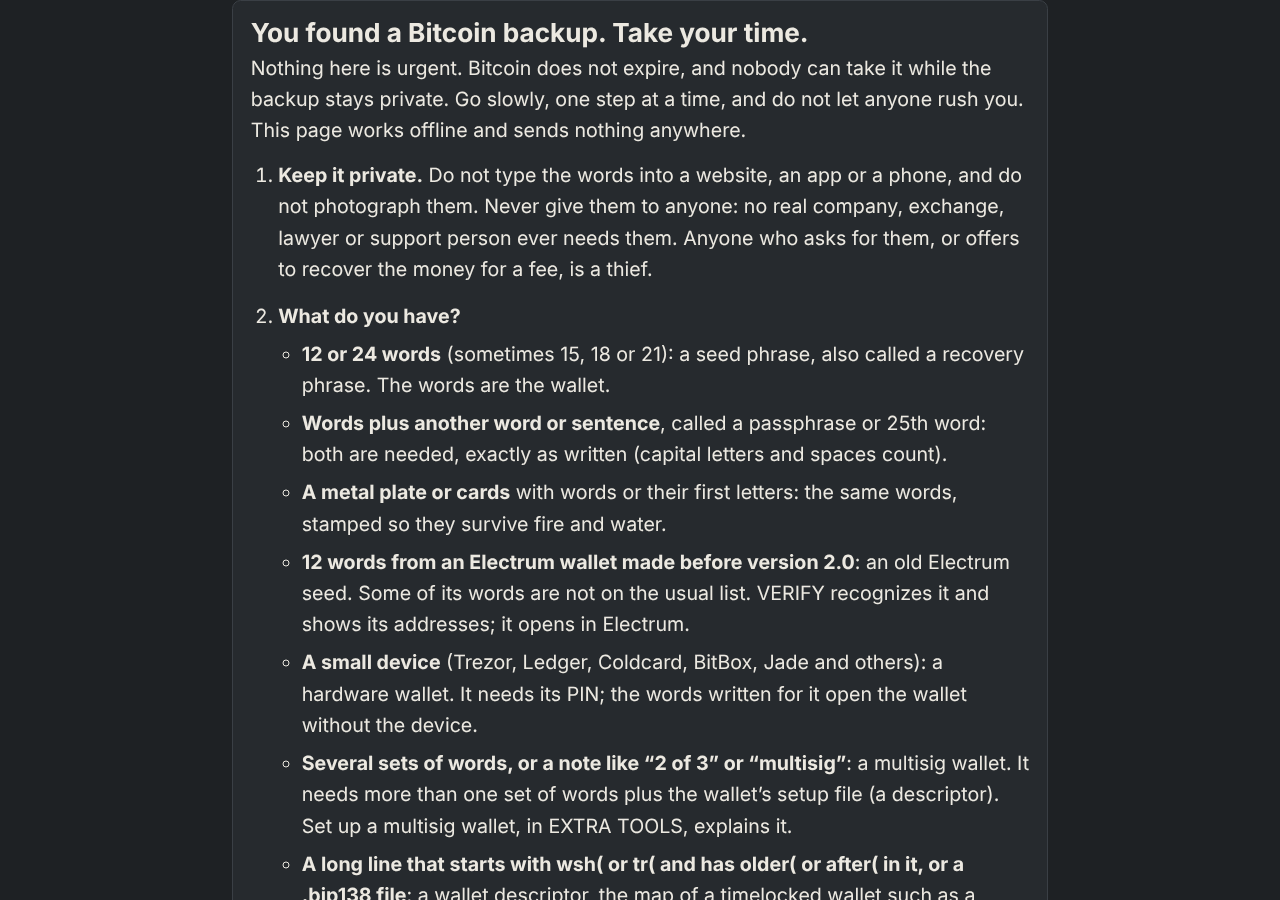 You found a Bitcoin backup. Take your time.
Nothing here is urgent. Bitcoin does not expire, and nobody can take it while the
backup stays private. Go slowly, one step at a time, and do not let anyone rush you.
This page works offline and sends nothing anywhere.
1. Keep it private. Do not type the words into a website, an app or a phone, and do
not photograph them. Never give them to anyone: no real company, exchange,
lawyer or support person ever needs them. Anyone who asks for them, or offers
to recover the money for a fee, is a thief.
2. What do you have?
◦ 12 or 24 words (sometimes 15, 18 or 21): a seed phrase, also called a recovery
phrase. The words are the wallet.
◦ Words plus another word or sentence, called a passphrase or 25th word:
both are needed, exactly as written (capital letters and spaces count).
◦ A metal plate or cards with words or their first letters: the same words,
stamped so they survive fire and water.
◦ 12 words from an Electrum wallet made before version 2.0: an old Electrum
seed. Some of its words are not on the usual list. VERIFY recognizes it and
shows its addresses; it opens in Electrum.
◦ A small device (Trezor, Ledger, Coldcard, BitBox, Jade and others): a
hardware wallet. It needs its PIN; the words written for it open the wallet
without the device.
◦ Several sets of words, or a note like “2 of 3” or “multisig”: a multisig wallet. It
needs more than one set of words plus the wallet’s setup file (a descriptor).
Set up a multisig wallet, in EXTRA TOOLS, explains it.
◦ A long line that starts with wsh( or tr( and has older( or after( in it, or a
.bip138 file: a wallet descriptor, the map of a timelocked wallet such as a